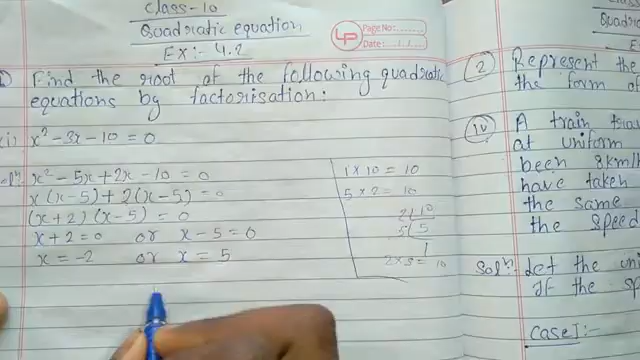 Class-10
Quadratic equation
Ex:- 4.2
LP
Page No:
Date:
Find the root of the following quadratic
equations by factorisation:
(i) x² - 3x - 10 = 0
Solⁿ: x² - 5x + 2x - 10 = 0
x(x-5) + 2(x-5) = 0
(x+2)(x-5) = 0
x+2=0 or x-5=0
x = -2 or x = 5
1 x 10 = 10
5 x 2 = 10
2|10
5|5
1
2 x 5 = 10
Quadra
2 Represent the
the form of
iv A train trav
at uniform
been 8km/h
have taken
the same
the speed
Solⁿ: Let the uni
If the sp
Case I:-